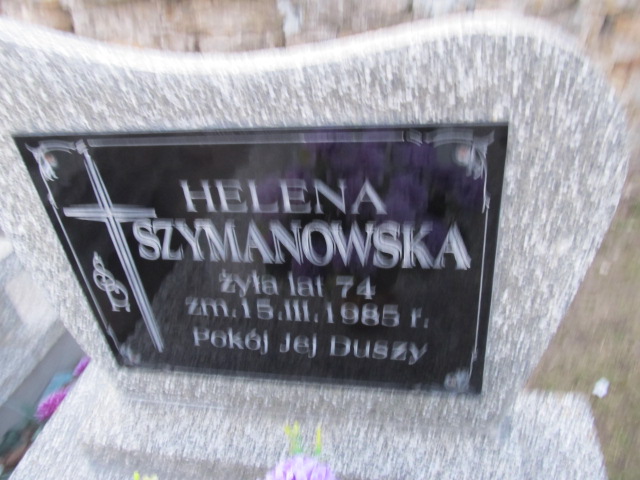 HELENA
SZYMANOWSKA
żyła lat 74
zm.15.III.1985 r.
Pokój Jej Duszy